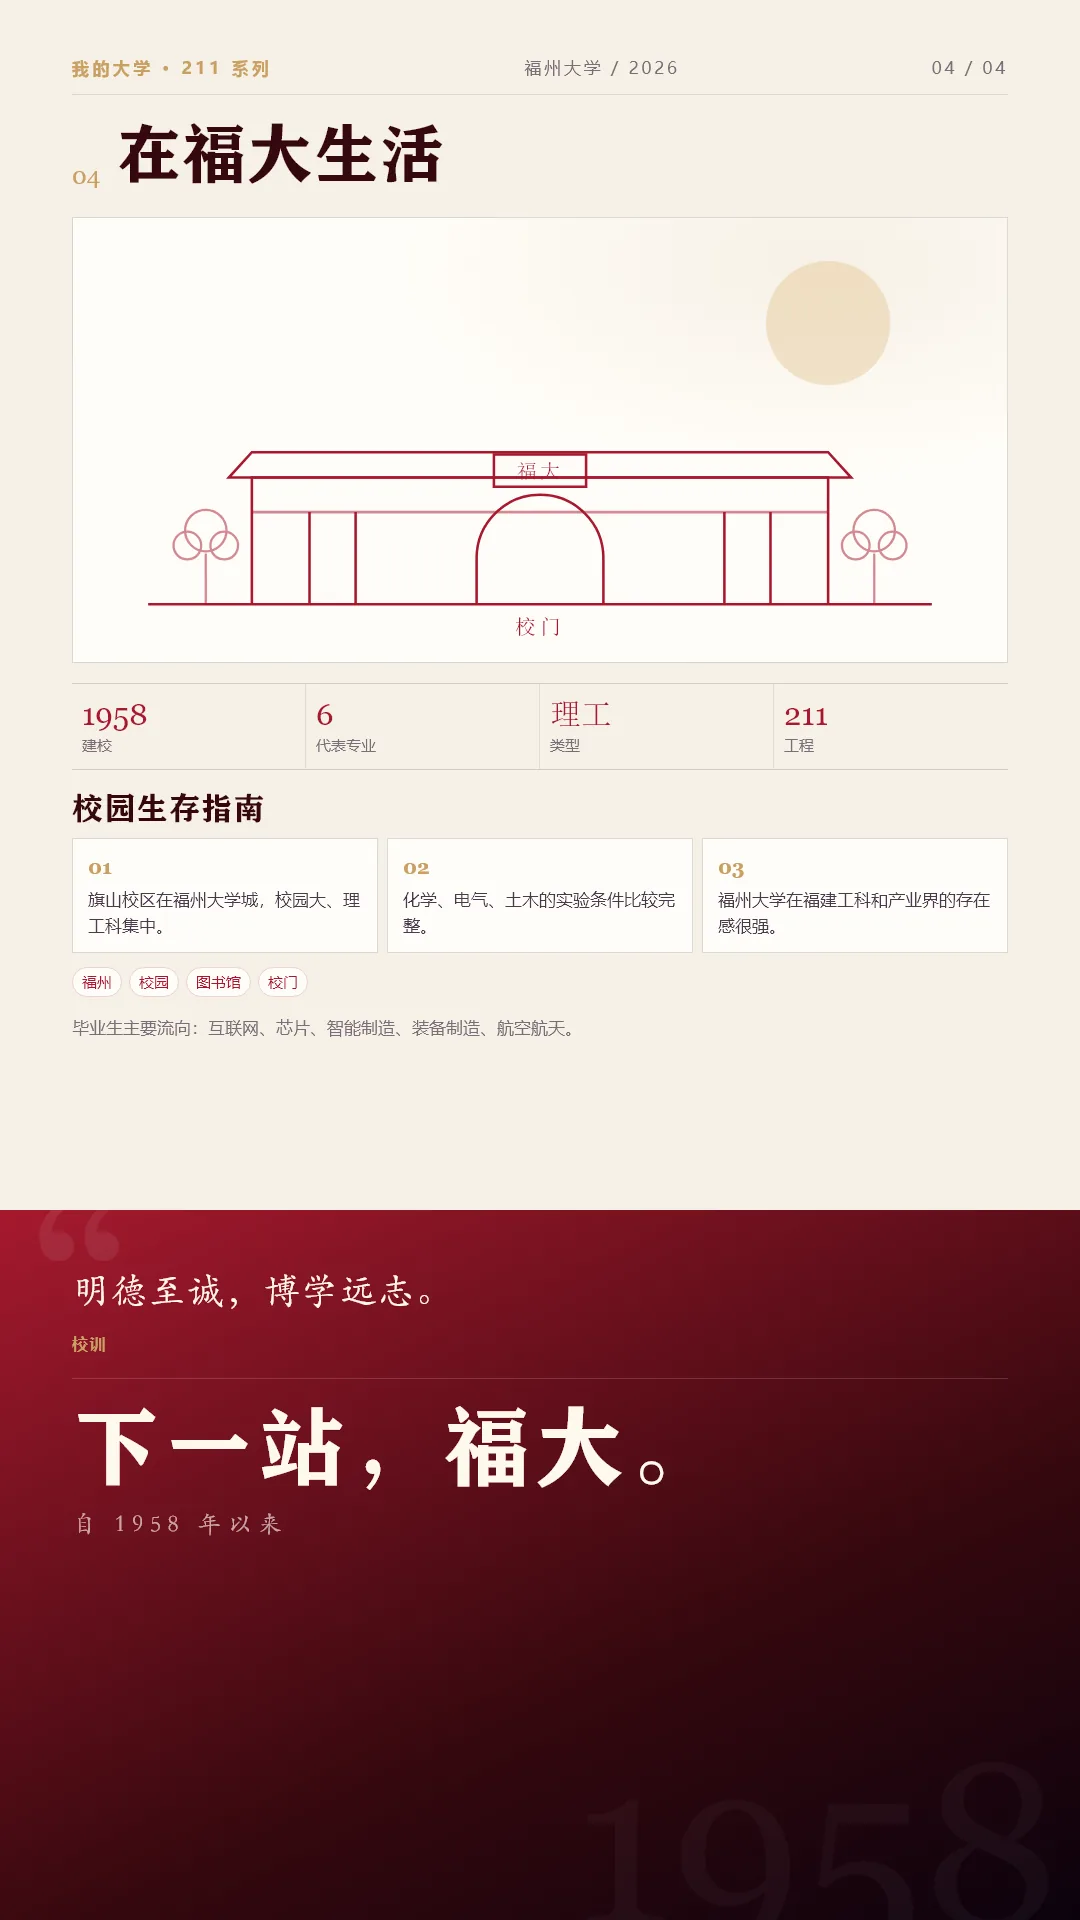 我的大学 · 211 系列
福州大学 / 2026
04 / 04
04 在福大生活
福大
校门
1958
建校
6
代表专业
理工
类型
211
工程
校园生存指南
01
旗山校区在福州大学城，校园大、理
工科集中。
02
化学、电气、土木的实验条件比较完
整。
03
福州大学在福建工科和产业界的存在
感很强。
福州
校园
图书馆
校门
毕业生主要流向：互联网、芯片、智能制造、装备制造、航空航天。
“
明德至诚，博学远志。
校训
下一站，福大。
自 1958 年以来
1958